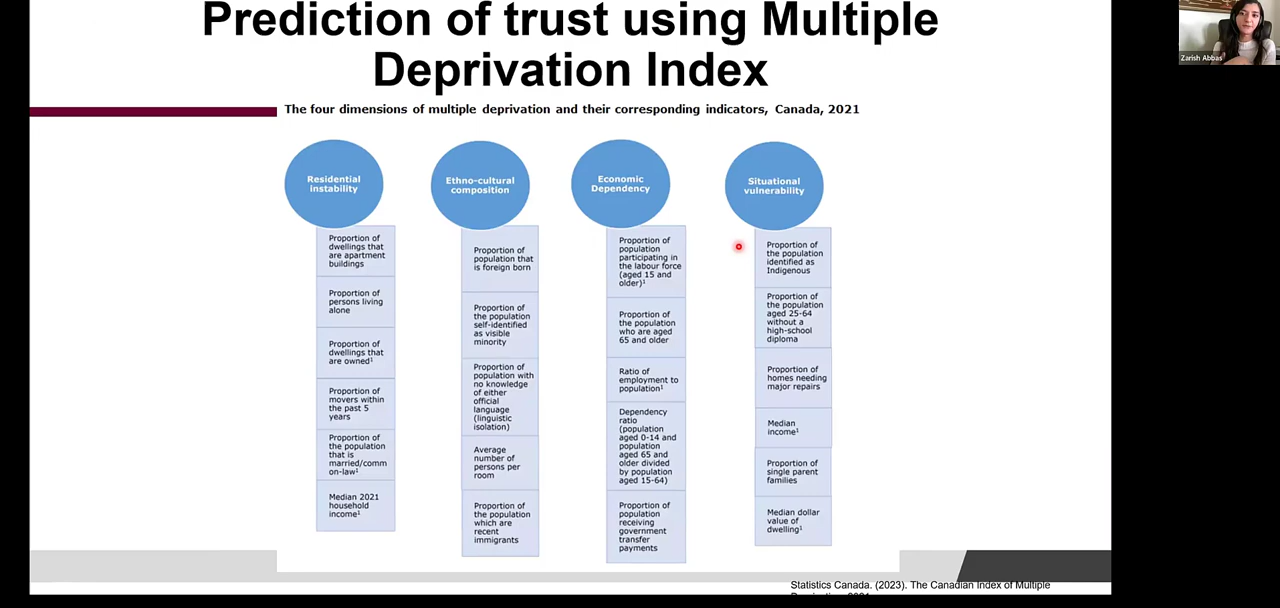 Prediction of trust using Multiple
Deprivation Index
The four dimensions of multiple deprivation and their corresponding indicators, Canada, 2021
Residential
instability
Proportion of
dwellings that
are apartment
buildings
Proportion of
persons living
alone
Proportion of
dwellings that
are owned¹
Proportion of
movers within
the past 5
years
Proportion of
the population
that is
married/comm
on-law¹
Median 2021
household
income¹
Ethno-cultural
composition
Proportion of
population that
is foreign born
Proportion of
the population
self-identified
as visible
minority
Proportion of
population with
no knowledge
of either
official
language
(linguistic
isolation)
Average
number of
persons per
room
Proportion of
the population
which are
recent
immigrants
Economic
Dependency
Proportion of
population
participating in
the labour force
(aged 15 and
older)¹
Proportion of
the population
who are aged
65 and older
Ratio of
employment to
population¹
Dependency
ratio
(population
aged 0-14 and
population
aged 65 and
older divided
by population
aged 15-64)
Proportion of
population
receiving
government
transfer
payments
Situational
vulnerability
Proportion of
the population
identified as
Indigenous
Proportion of
the population
aged 25-64
without a
high-school
diploma
Proportion of
homes needing
major repairs
Median
income¹
Proportion of
single parent
families
Median dollar
value of
dwelling¹
Statistics Canada. (2023). The Canadian Index of Multiple
Zarish Abbas